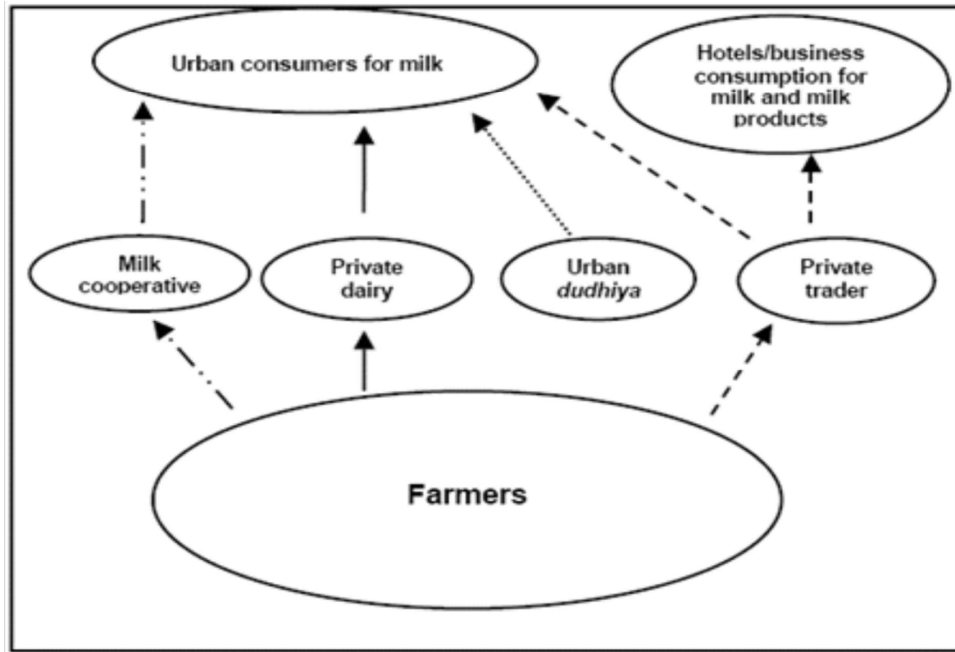 Urban consumers for milk
Hotels/business
consumption for
milk and milk
products
Milk
cooperative
Private
dairy
Urban
dudhiya
Private
trader
Farmers